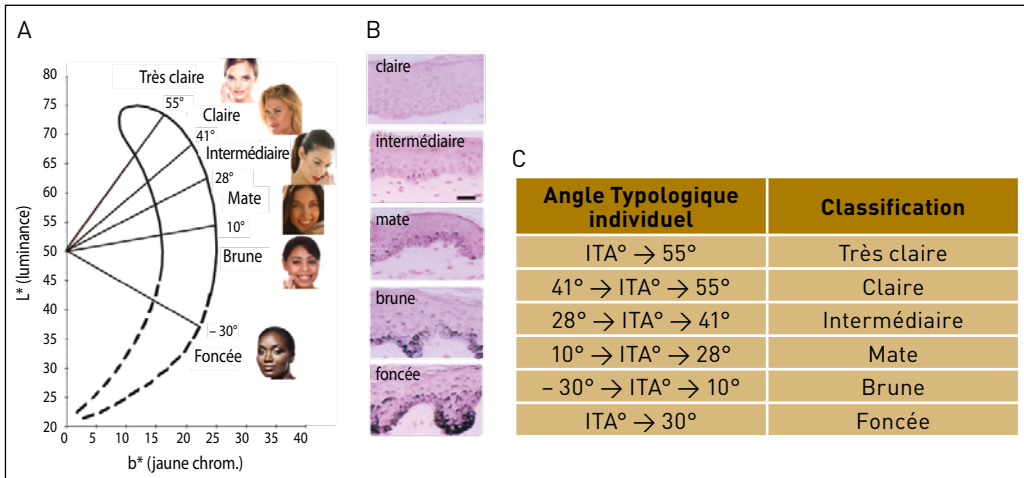 A
80
75
70
65
60
55
50
45
40
35
30
25
20
L* (luminance)
0 5 10 15 20 25 30 35 40
b* (jaune chrom.)
Très claire
55°
Claire
41°
Intermédiaire
28°
Mate
10°
Brune
– 30°
Foncée
B
claire
intermédiaire
mate
brune
foncée
C
Angle Typologique individuel Classification
ITA° → 55° Très claire
41° → ITA° → 55° Claire
28° → ITA° → 41° Intermédiaire
10° → ITA° → 28° Mate
– 30° → ITA° → 10° Brune
ITA° → 30° Foncée